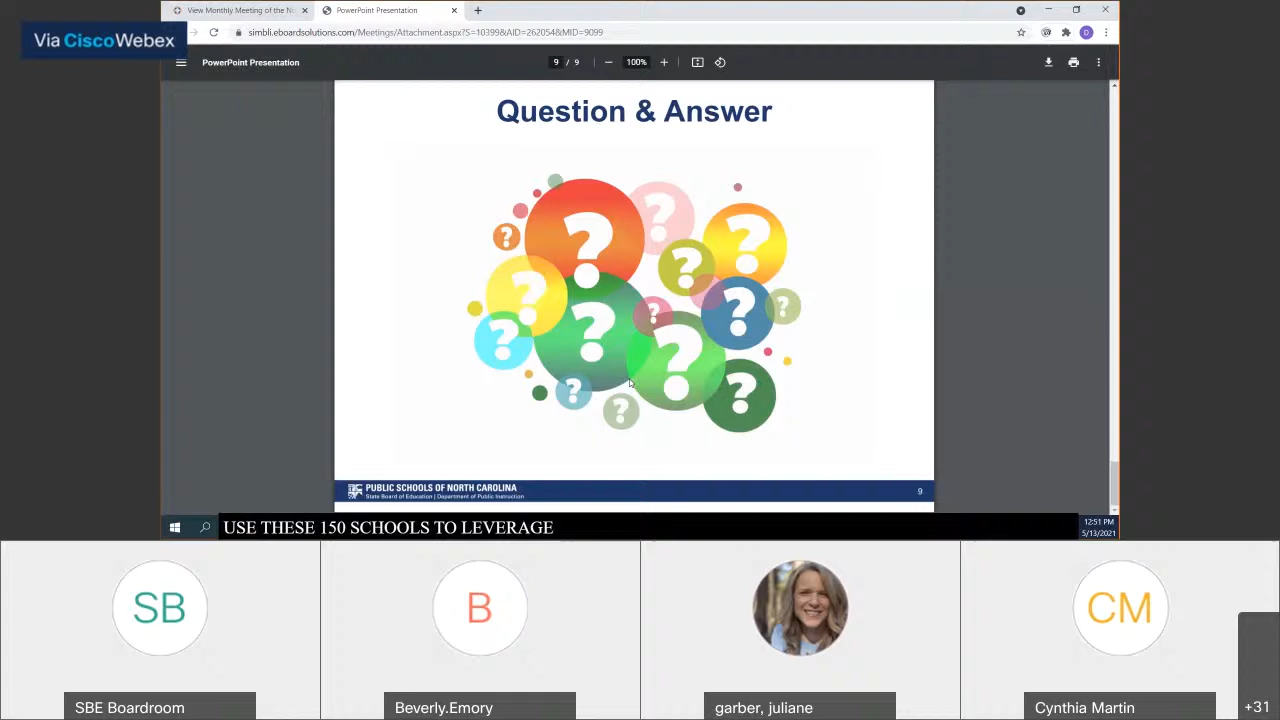 View Monthly Meeting of the No
PowerPoint Presentation
Via CiscoWebex
simbli.eboardsolutions.com/Meetings/Attachment.aspx?S=10399&AID=262054&MID=9099
D
PowerPoint Presentation
9 / 9
100%
Question & Answer
? ? ? ? ? ? ? ? ? ? ? ? ? ? ?
PUBLIC SCHOOLS OF NORTH CAROLINA
State Board of Education | Department of Public Instruction
9
USE THESE 150 SCHOOLS TO LEVERAGE
12:51 PM
5/13/2021
SB
B
CM
SBE Boardroom
Beverly.Emory
garber, juliane
Cynthia Martin
+31